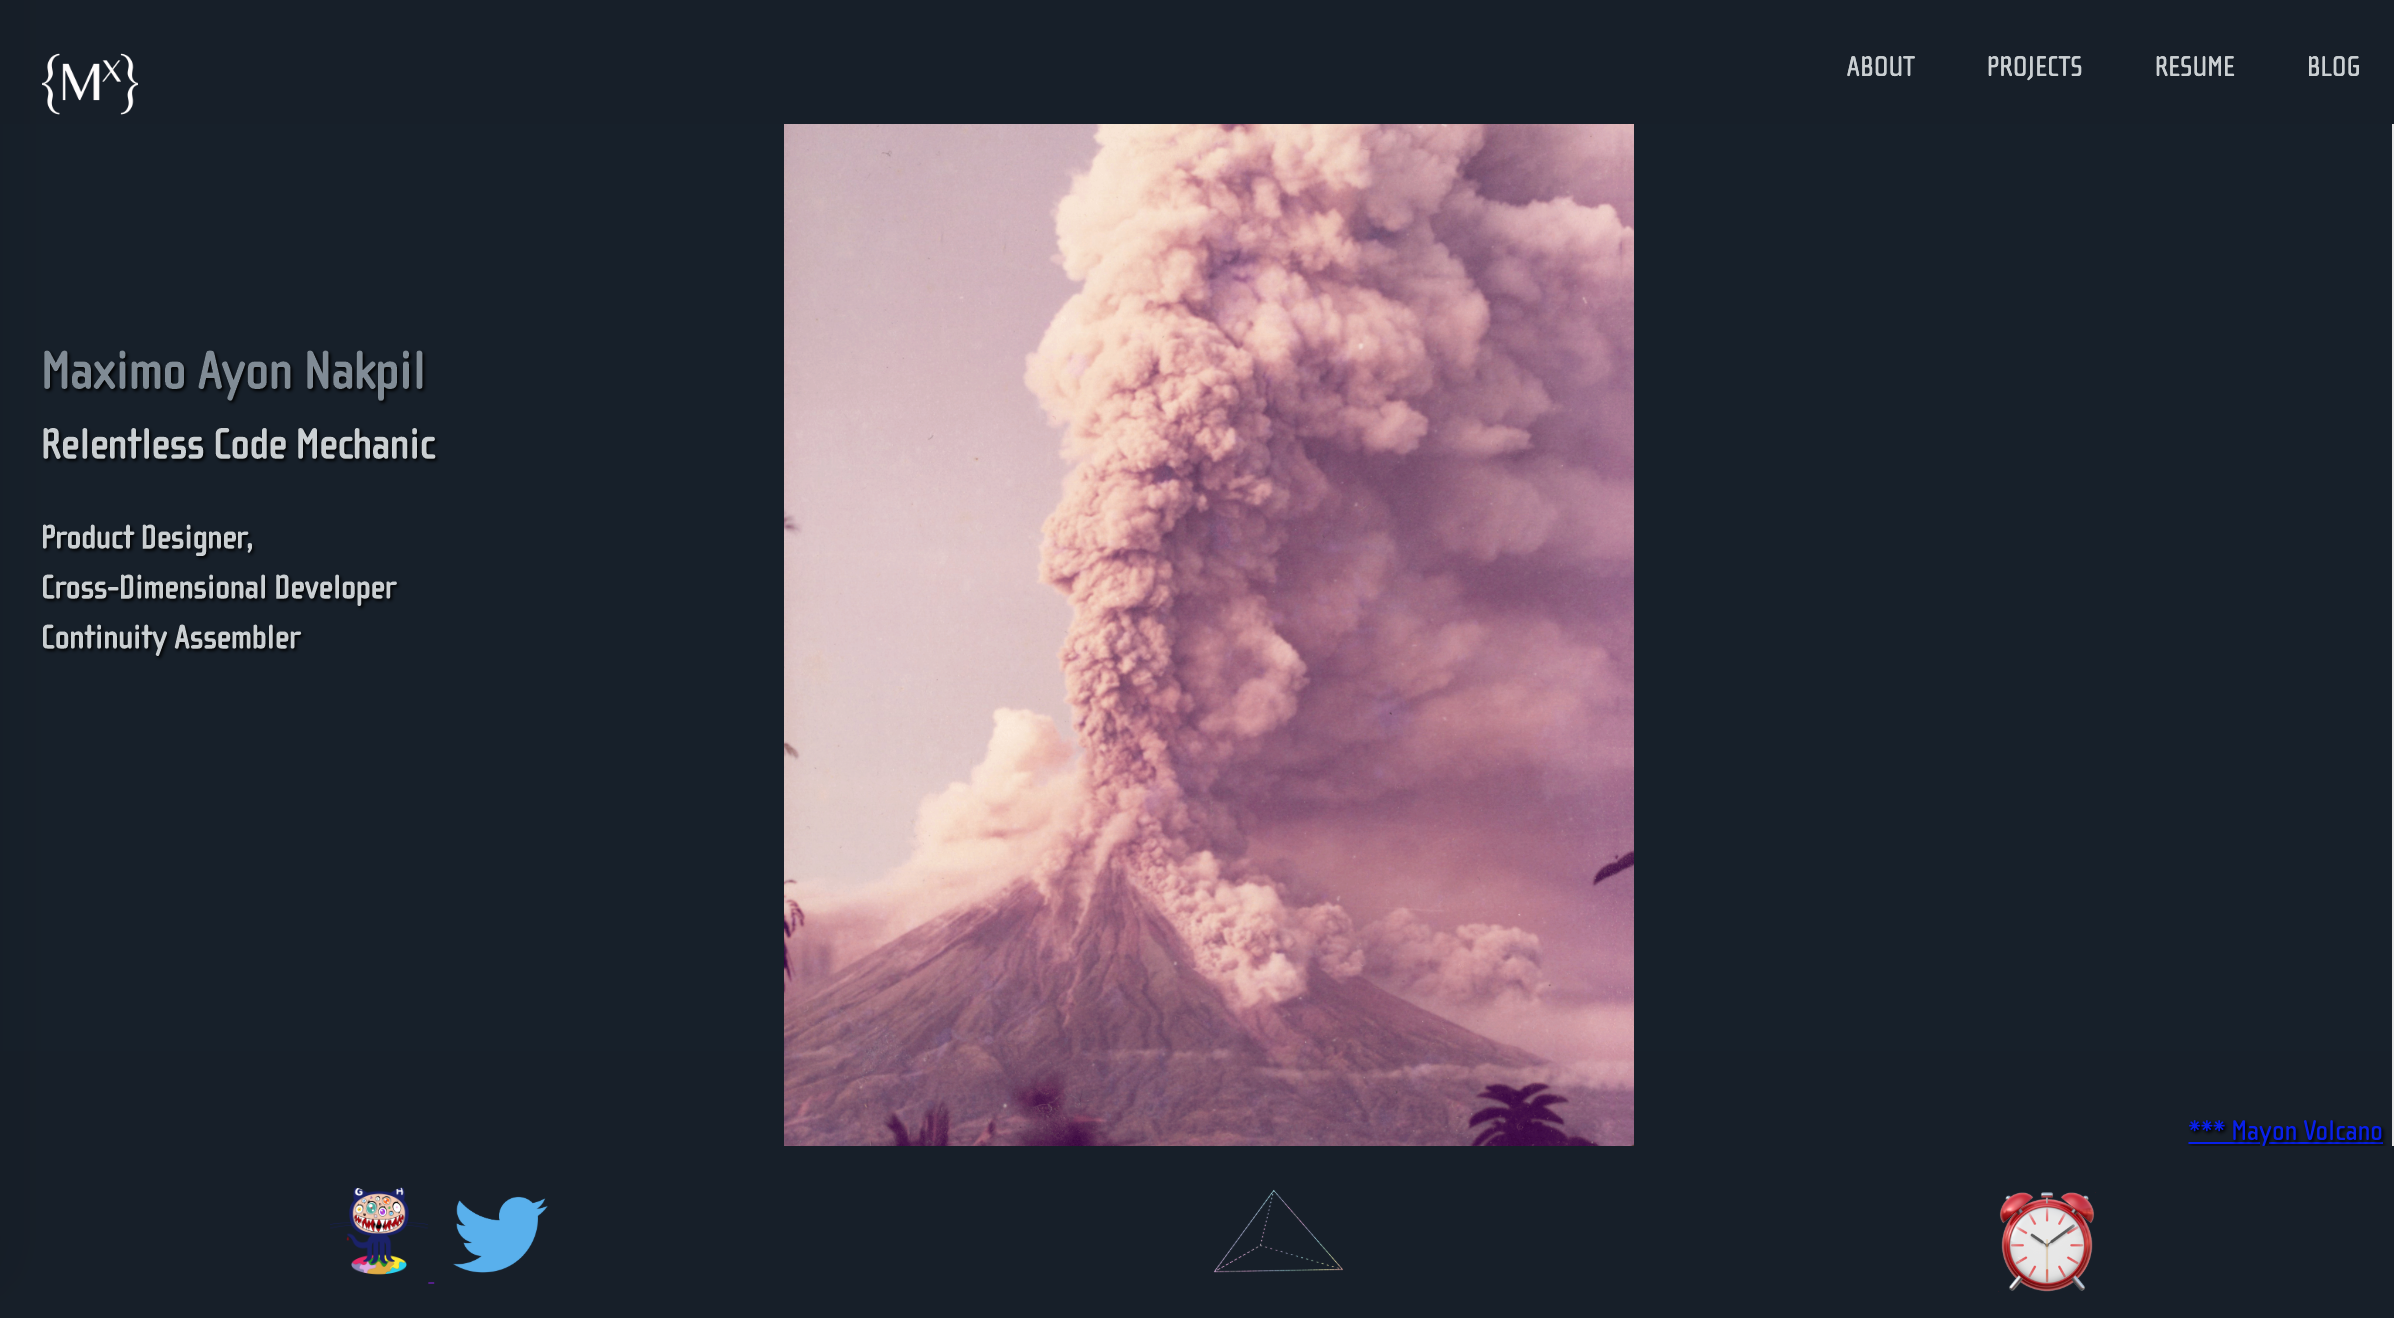 {Mx}
ABOUT PROJECTS RESUME BLOG
Maximo Ayon Nakpil
Relentless Code Mechanic
Product Designer,
Cross-Dimensional Developer
Continuity Assembler
*** Mayon Volcano
G H